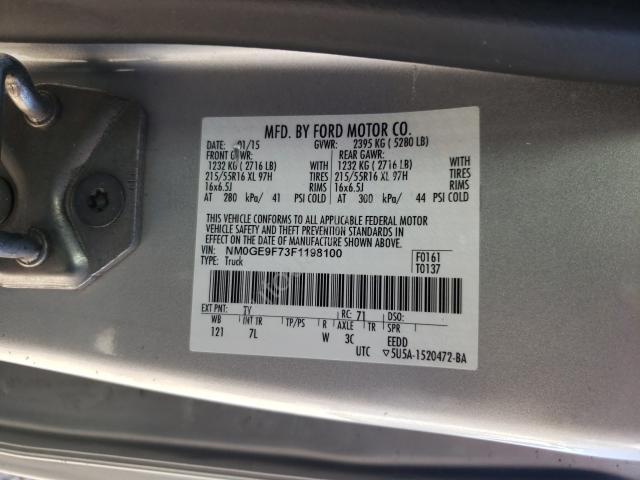 MFD. BY FORD MOTOR CO.
DATE: 01/15 GVWR: 2395 KG ( 5280 LB)
FRONT GAWR: REAR GAWR:
1232 KG ( 2716 LB) WITH 1232 KG ( 2716 LB) WITH
215/55R16 XL 97H TIRES 215/55R16 XL 97H TIRES
16x6.5J RIMS 16x6.5J RIMS
AT 280 kPa/ 41 PSI COLD AT 300 kPa/ 44 PSI COLD
THIS VEHICLE CONFORMS TO ALL APPLICABLE FEDERAL MOTOR
VEHICLE SAFETY AND THEFT PREVENTION STANDARDS IN
EFFECT ON THE DATE OF MANUFACTURE SHOWN ABOVE.
VIN: NM0GE9F73F1198100 F0161
TYPE: Truck T0137
EXT PNT: TY RC: 71 DSO:
WB INT TR TP/PS R AXLE TR SPR
121 7L W 3C EEDD
UTC ▽5U5A-1520472-BA